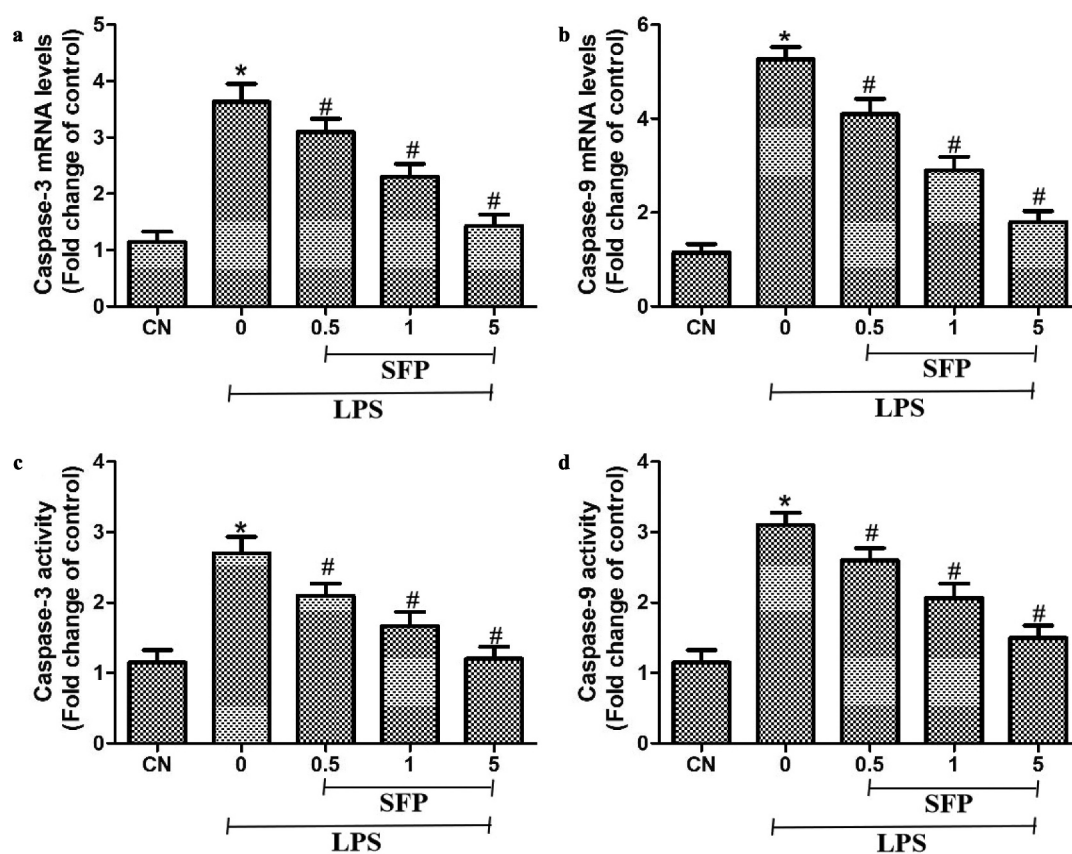 a
Caspase-3 mRNA levels
(Fold change of control)
5
4
3
2
1
0
*
#
#
#
CN 0 0.5 1 5
SFP
LPS
b
Caspase-9 mRNA levels
(Fold change of control)
6
4
2
0
*
#
#
#
CN 0 0.5 1 5
SFP
LPS
c
Caspase-3 activity
(Fold change of control)
4
3
2
1
0
*
#
#
#
CN 0 0.5 1 5
SFP
LPS
d
Caspase-9 activity
(Fold change of control)
4
3
2
1
0
*
#
#
#
CN 0 0.5 1 5
SFP
LPS